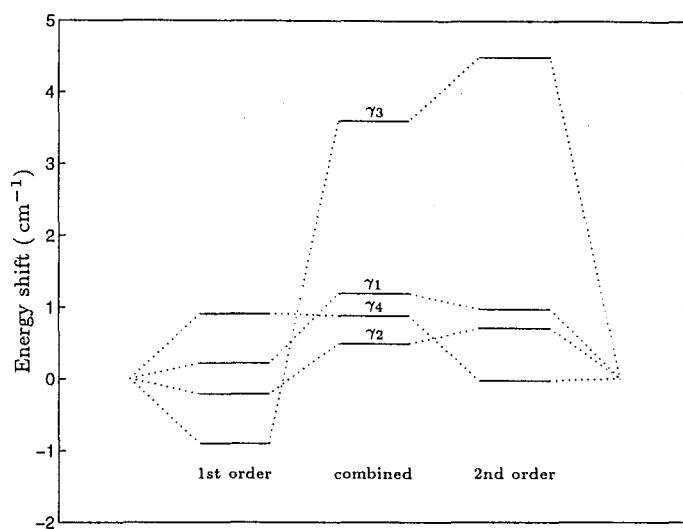 5
4
3
2
1
0
−1
−2
Energy shift ( cm⁻¹ )
γ₃
γ₁
γ₄
γ₂
1st order combined 2nd order